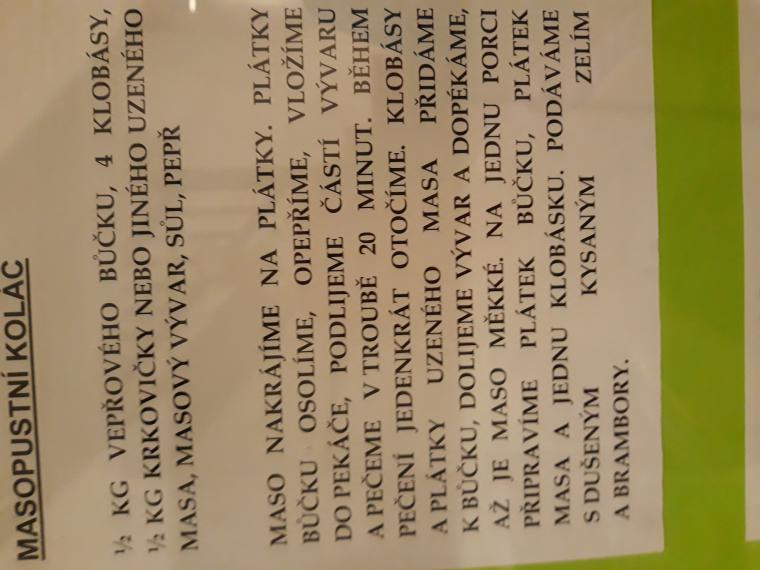 MASOPUSTNÍ KOLÁČ
½ KG VEPŘOVÉHO BŮČKU, 4 KLOBÁSY,
½ KG KRKOVIČKY NEBO JINÉHO UZENÉHO
MASA, MASOVÝ VÝVAR, SŮL, PEPŘ
MASO NAKRÁJÍME NA PLÁTKY. PLÁTKY
BŮČKU OSOLÍME, OPEPŘÍME, VLOŽÍME
DO PEKÁČE, PODLIJEME ČÁSTÍ VÝVARU
A PEČEME V TROUBĚ 20 MINUT. BĚHEM
PEČENÍ JEDENKRÁT OTOČÍME. KLOBÁSY
A PLÁTKY UZENÉHO MASA PŘIDÁME
K BŮČKU, DOLIJEME VÝVAR A DOPÉKÁME,
AŽ JE MASO MĚKKÉ. NA JEDNU PORCI
PŘIPRAVÍME PLÁTEK BŮČKU, PLÁTEK
MASA A JEDNU KLOBÁSKU. PODÁVÁME
S DUŠENÝM KYSANÝM ZELÍM
A BRAMBORY.